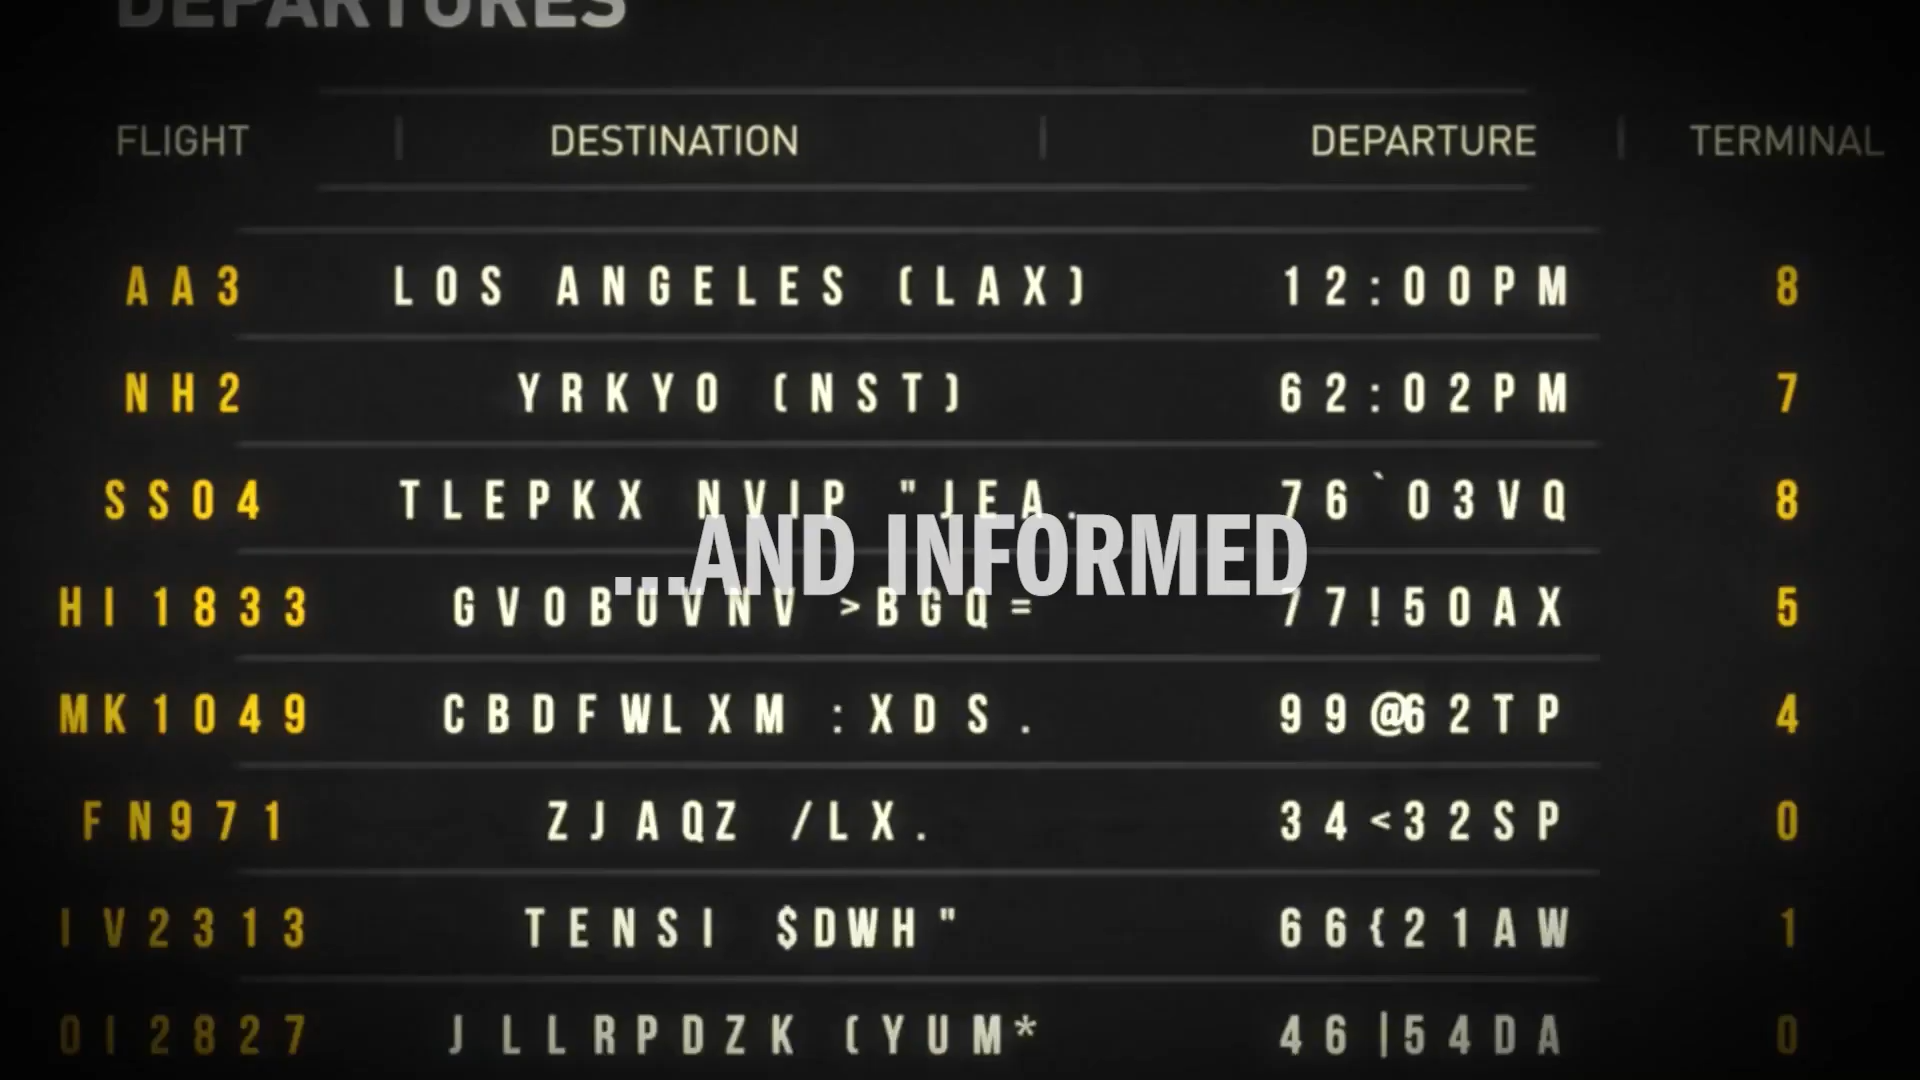 DEPARTURES
FLIGHT DESTINATION DEPARTURE TERMINAL
AA3 LOS ANGELES (LAX) 12:00PM 8
NH2 YRKYO (NST) 62:02PM 7
SS04 TLEPKX NVIP "JEA. 76`03VQ 8
...AND INFORMED
HI1833 GVOBUVNV >BGQ= 77!50AX 5
MK1049 CBDFWLXM :XDS. 99@62TP 4
FN971 ZJAQZ /LX. 34<32SP 0
IV2313 TENSI $DWH" 66{21AW 1
OI2827 JLLRPDZK (YUM* 46|54DA 0